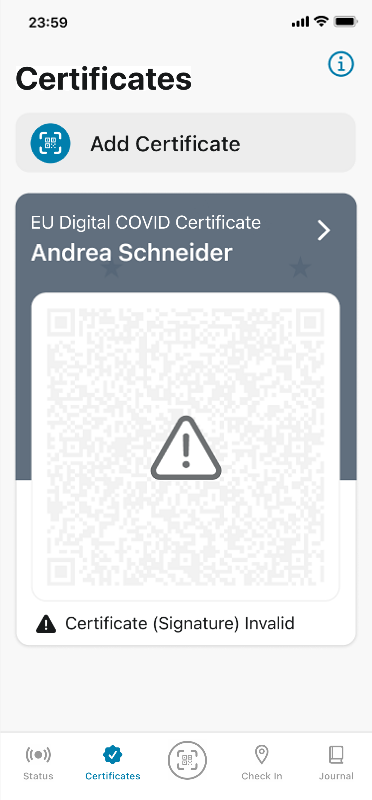 23:59
Certificates
Add Certificate
EU Digital COVID Certificate
Andrea Schneider
Certificate (Signature) Invalid
Status
Certificates
Check In
Journal